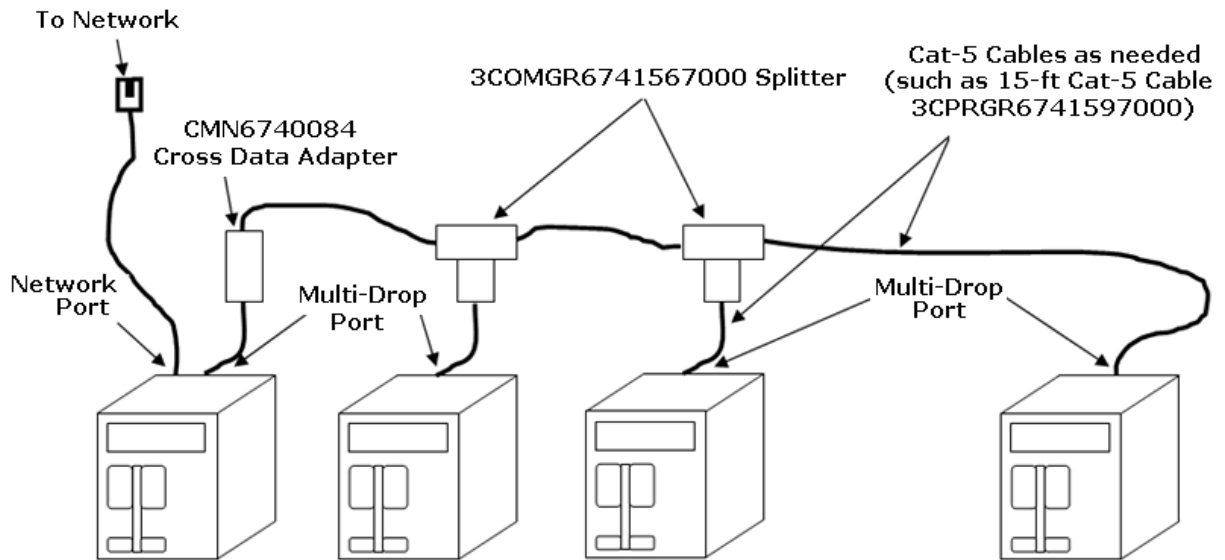 To Network
3COMGR6741567000 Splitter
Cat-5 Cables as needed
(such as 15-ft Cat-5 Cable
3CPRGR6741597000)
CMN6740084
Cross Data Adapter
Network
Port
Multi-Drop
Port
Multi-Drop
Port